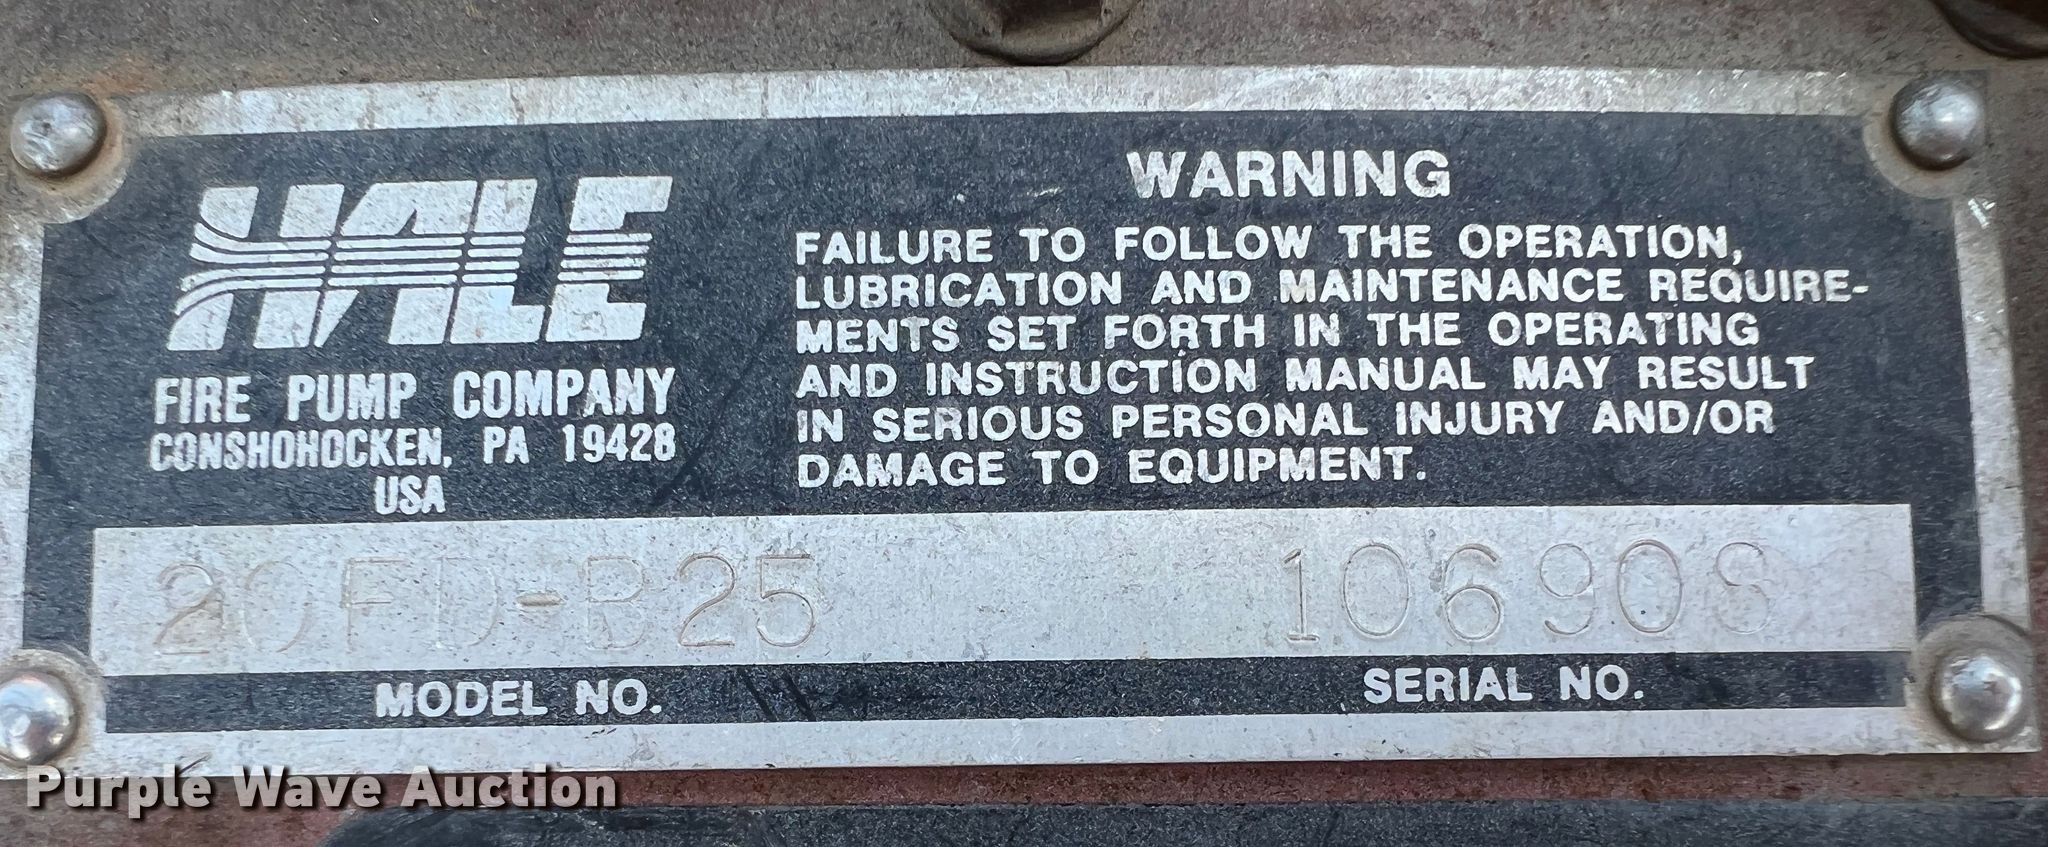 HALE
FIRE PUMP COMPANY
CONSHOHOCKEN, PA 19428
USA
WARNING
FAILURE TO FOLLOW THE OPERATION,
LUBRICATION AND MAINTENANCE REQUIRE-
MENTS SET FORTH IN THE OPERATING
AND INSTRUCTION MANUAL MAY RESULT
IN SERIOUS PERSONAL INJURY AND/OR
DAMAGE TO EQUIPMENT.
20FD-B25
MODEL NO.
SERIAL NO.
Purple Wave Auction